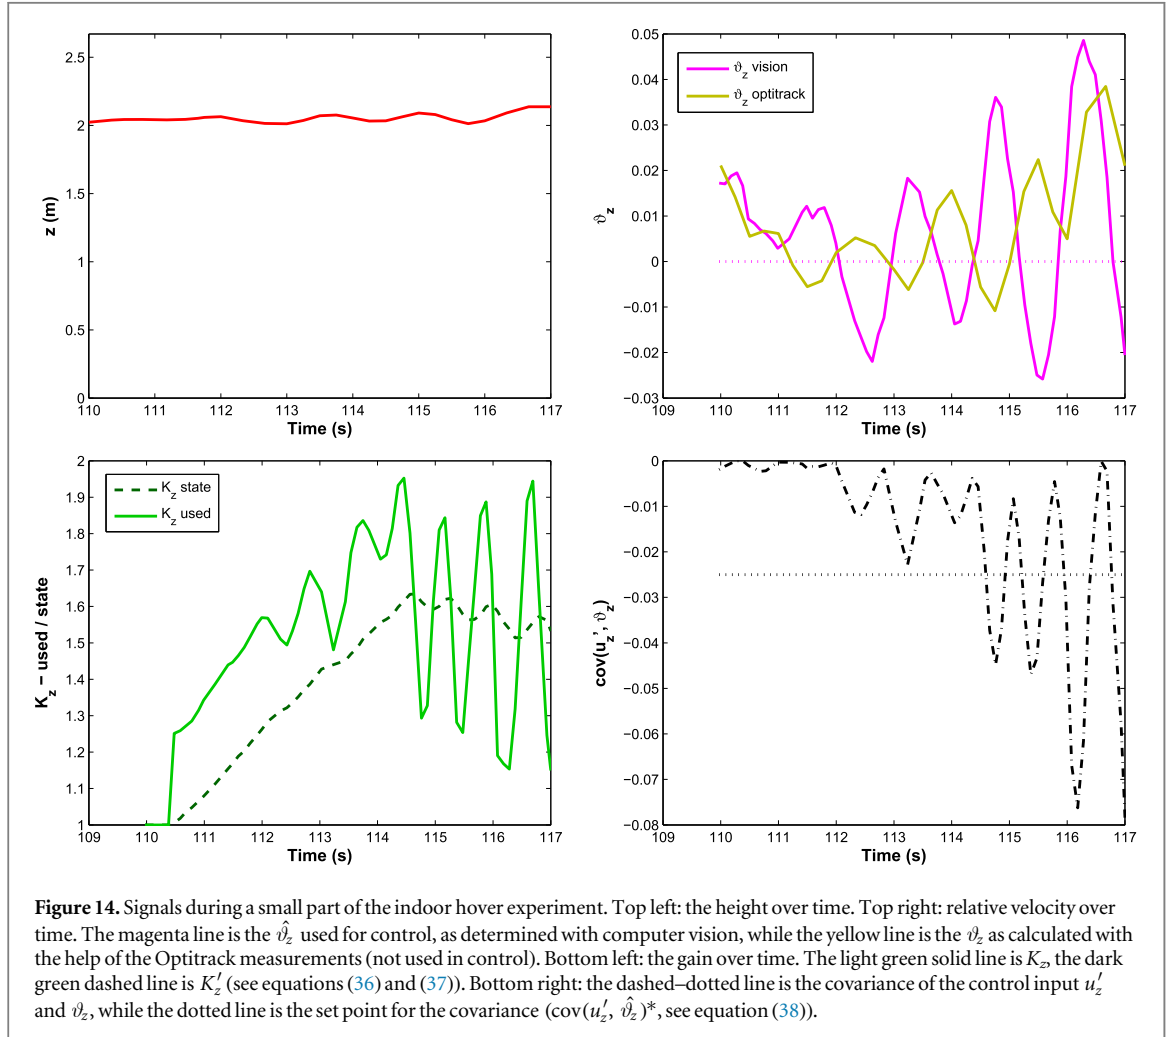 2.5
2
1.5
1
0.5
0
z (m)
110 111 112 113 114 115 116 117
Time (s)
0.05
0.04
0.03
0.02
0.01
0
−0.01
−0.02
−0.03
ϑz
ϑz vision
ϑz optitrack
109 110 111 112 113 114 115 116 117
Time (s)
2
1.9
1.8
1.7
1.6
1.5
1.4
1.3
1.2
1.1
1
Kz − used / state
Kz state
Kz used
109 110 111 112 113 114 115 116 117
Time (s)
0
−0.01
−0.02
−0.03
−0.04
−0.05
−0.06
−0.07
−0.08
cov(uz', ϑz)
109 110 111 112 113 114 115 116 117
Time (s)
Figure 14. Signals during a small part of the indoor hover experiment. Top left: the height over time. Top right: relative velocity over
time. The magenta line is the ϑ̂z used for control, as determined with computer vision, while the yellow line is the ϑz as calculated with
the help of the Optitrack measurements (not used in control). Bottom left: the gain over time. The light green solid line is Kz, the dark
green dashed line is K′z (see equations (36) and (37)). Bottom right: the dashed–dotted line is the covariance of the control input u′z
and ϑz, while the dotted line is the set point for the covariance (cov(u′z, ϑ̂z)*, see equation (38)).